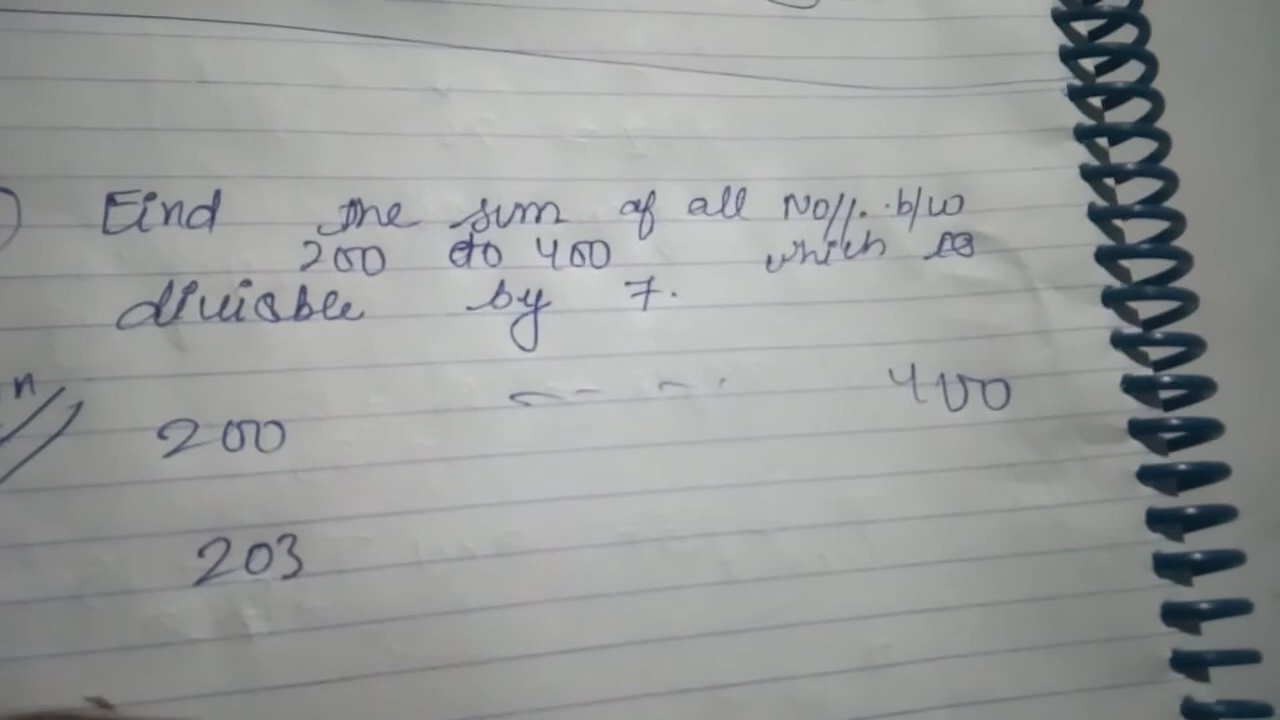 Find the sum of all No//. b/w
200 to 400 which is
divisble by 7.
n
200 - - - - 400
203